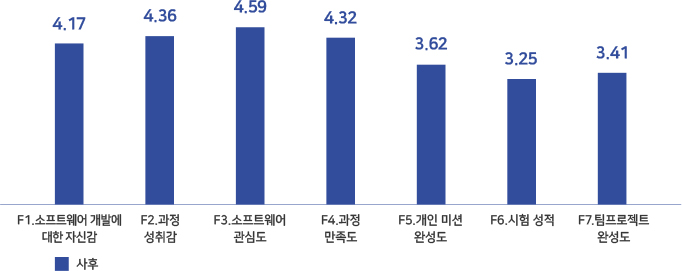 4.17
4.36
4.59
4.32
3.62
3.25
3.41
F1.소프트웨어 개발에
대한 자신감
F2.과정
성취감
F3.소프트웨어
관심도
F4.과정
만족도
F5.개인 미션
완성도
F6.시험 성적
F7.팀프로젝트
완성도
사후